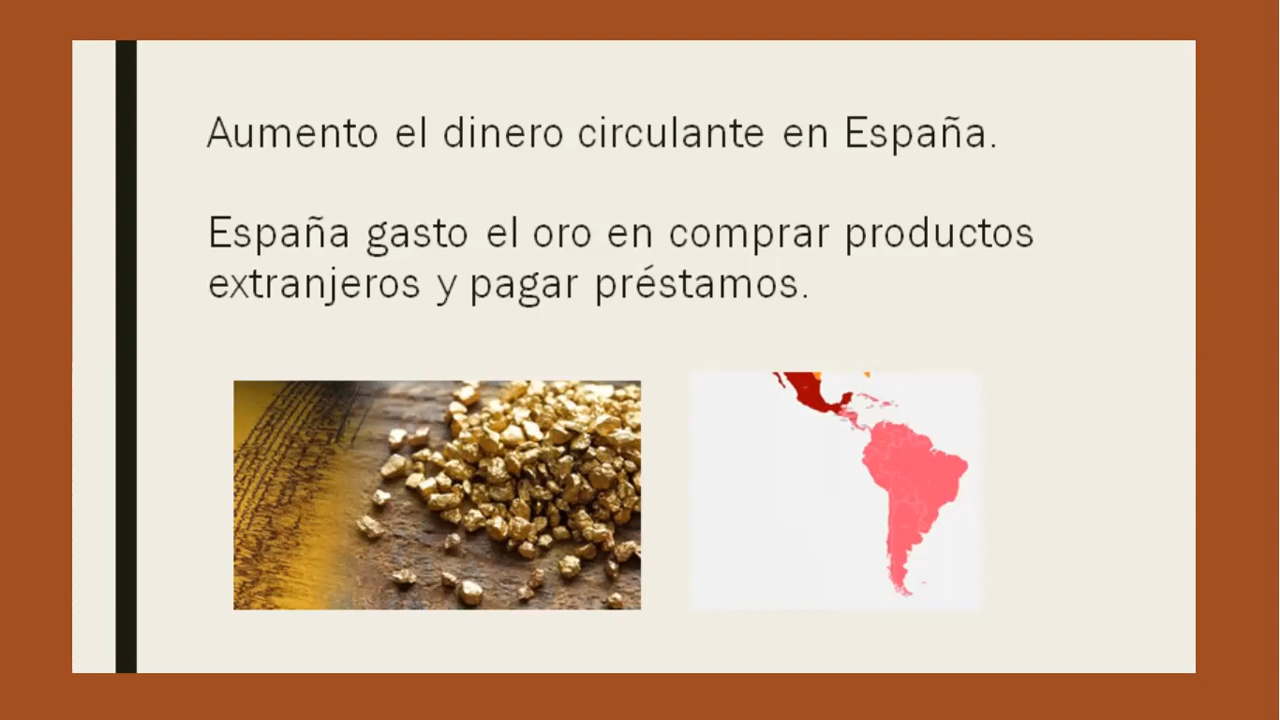 Aumento el dinero circulante en España.
España gasto el oro en comprar productos
extranjeros y pagar préstamos.